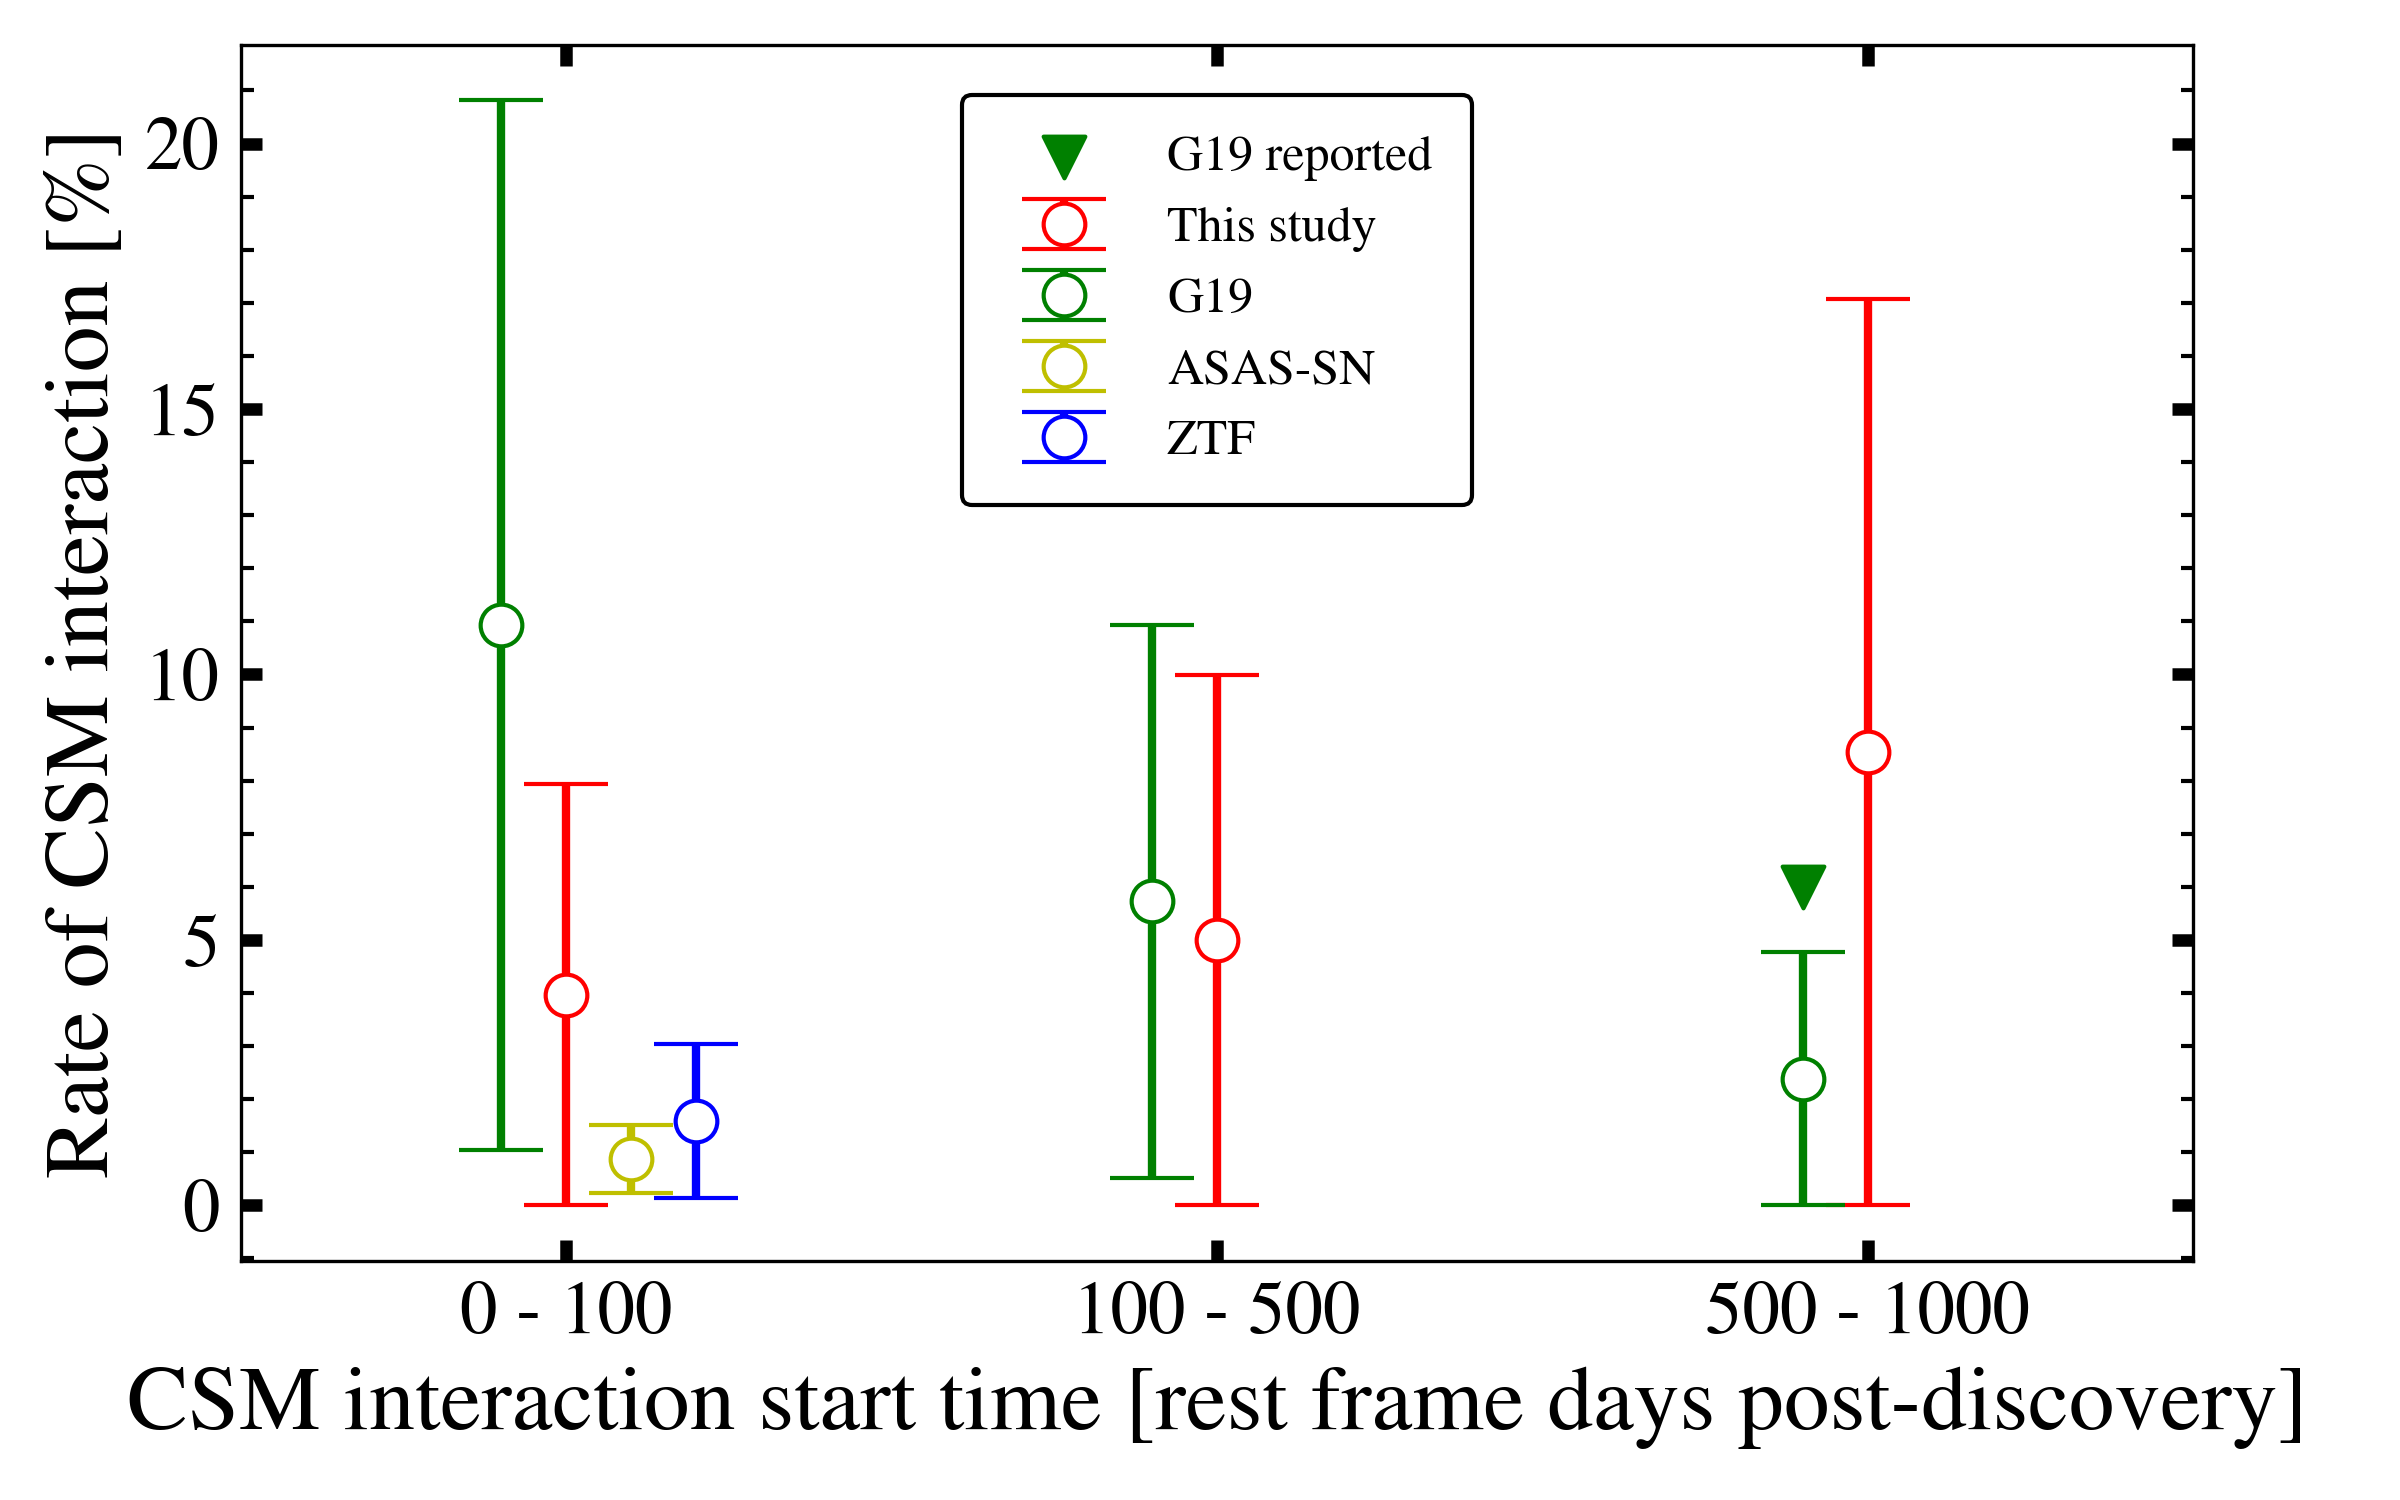 Rate of CSM interaction [%]
20
15
10
5
0
G19 reported
This study
G19
ASAS-SN
ZTF
0 - 100
100 - 500
500 - 1000
CSM interaction start time [rest frame days post-discovery]